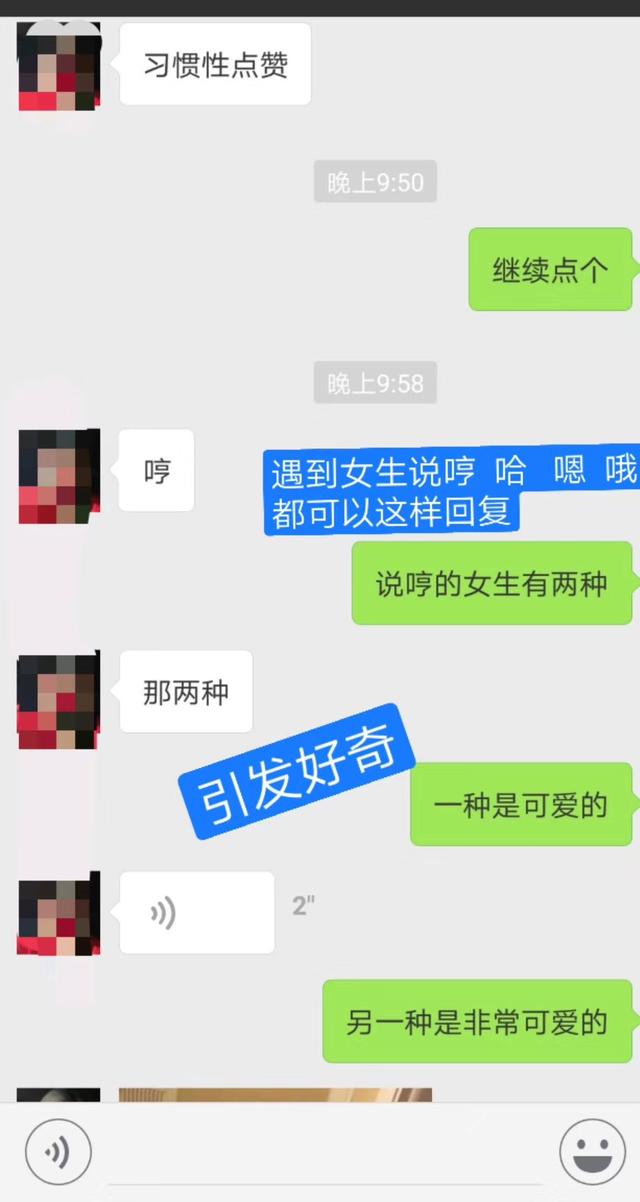 习惯性点赞
晚上9:50
继续点个
晚上9:58
哼
遇到女生说哼 哈 嗯 哦
都可以这样回复
说哼的女生有两种
那两种
引发好奇
一种是可爱的
2"
另一种是非常可爱的